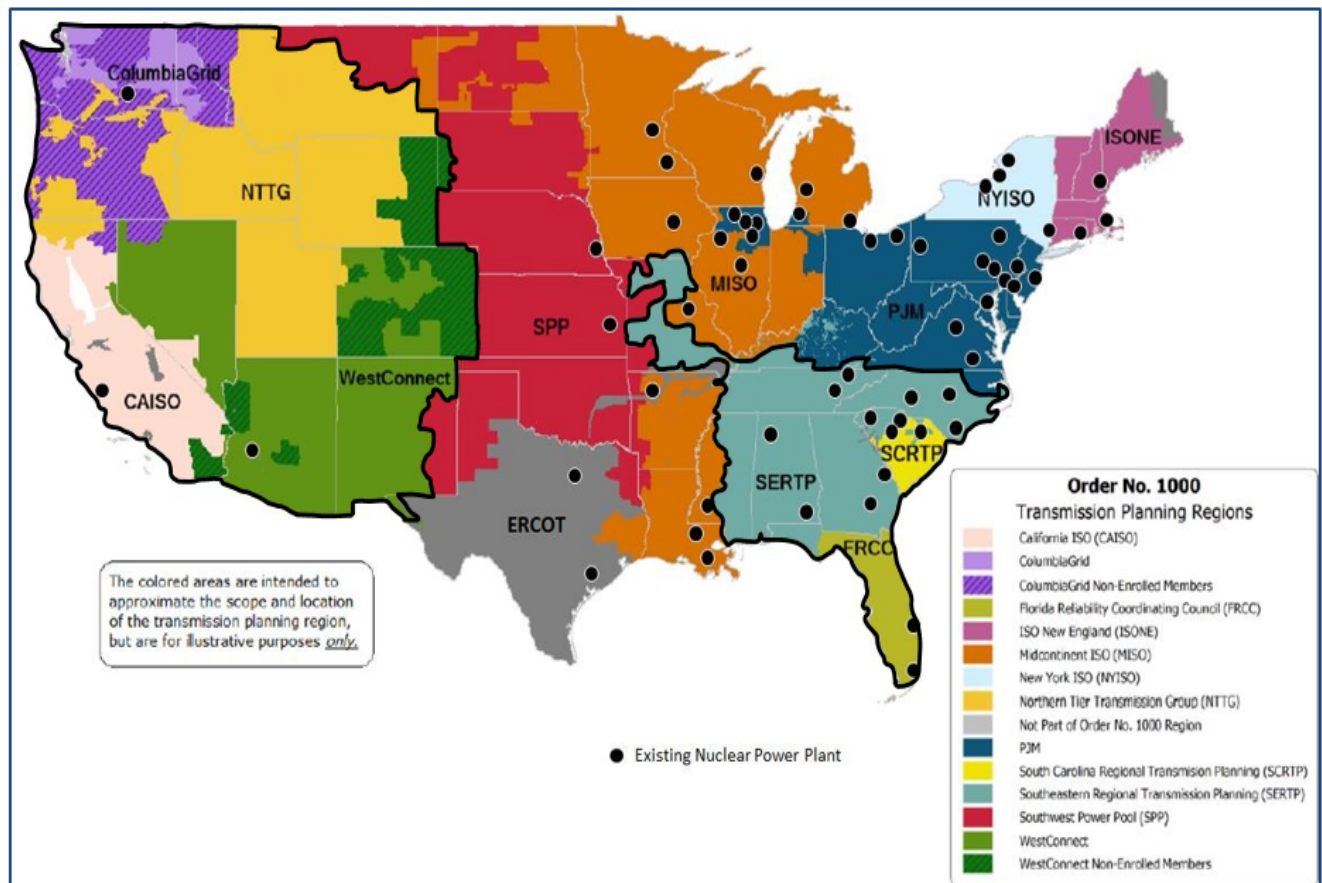 ColumbiaGrid
ISONE
NTTG
NYISO
MISO
PJM
SPP
WestConnect
CAISO
SCRTP
SERTP
ERCOT
FRCC
The colored areas are intended to
approximate the scope and location
of the transmission planning region,
but are for illustrative purposes only.
Existing Nuclear Power Plant
Order No. 1000
Transmission Planning Regions
California ISO (CAISO)
ColumbiaGrid
ColumbiaGrid Non-Enrolled Members
Florida Reliability Coordinating Council (FRCC)
ISO New England (ISONE)
Midcontinent ISO (MISO)
New York ISO (NYISO)
Northern Tier Transmission Group (NTTG)
Not Part of Order No. 1000 Region
PJM
South Carolina Regional Transmision Planning (SCRTP)
Southeastern Regional Transmission Planning (SERTP)
Southwest Power Pool (SPP)
WestConnect
WestConnect Non-Enrolled Members